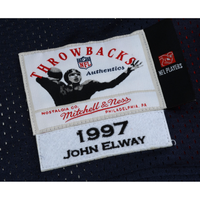 THROWBACKS
NFL
Authentics
NFL PLAYERS
NOSTALGIA CO. PHILADELPHIA PA
Mitchell & Ness
1997
JOHN ELWAY